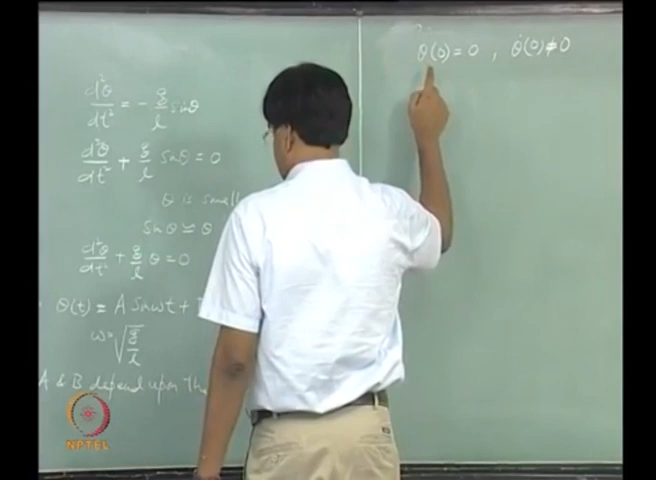 d²θ/dt² = - g/l sinθ
d²θ/dt² + g/l sinθ = 0
θ is small
sinθ ≃ θ
d²θ/dt² + g/l θ = 0
θ(t) = A sinωt +
ω = √(g/l)
A & B depend upon the
θ(0) = 0 , θ̇(0) ≠ 0
NPTEL